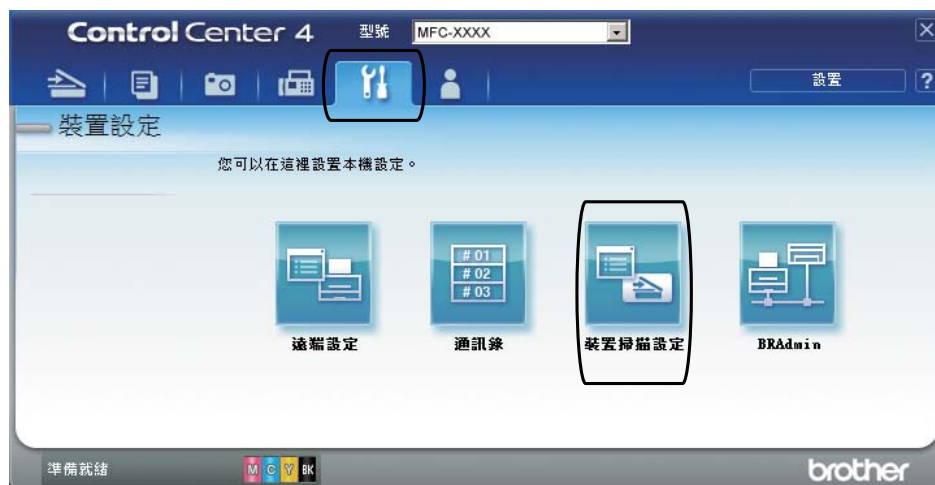 Control Center 4 型號 MFC-XXXX
設置 ?
裝置設定
您可以在這裡設置本機設定。
# 01
# 02
# 03
遠端設定 通訊錄 裝置掃描設定 BRAdmin
準備就緒 M C Y BK brother